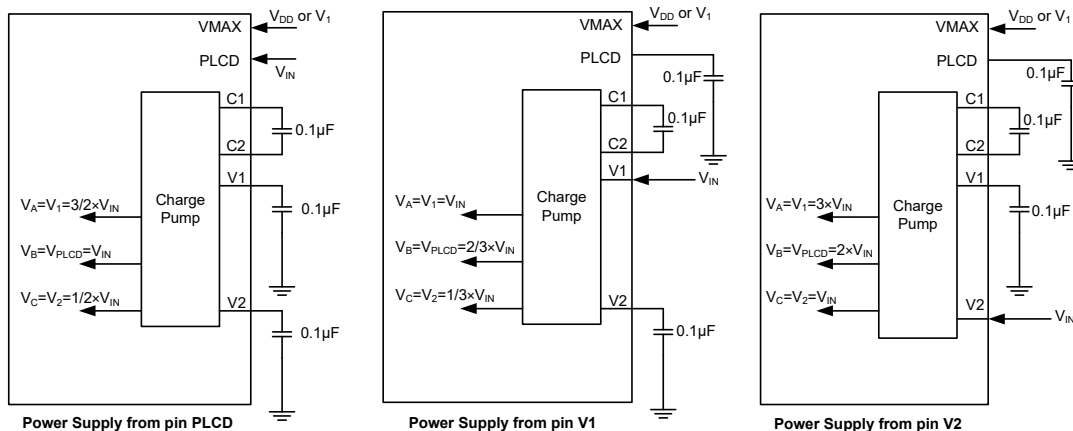 VMAX
V_DD or V_1
PLCD
V_IN
C1
0.1μF
C2
V1
Charge
Pump
0.1μF
V_A=V_1=3/2×V_IN
V_B=V_PLCD=V_IN
V_C=V_2=1/2×V_IN
V2
0.1μF
Power Supply from pin PLCD
VMAX
V_DD or V_1
PLCD
0.1μF
C1
0.1μF
C2
V1
V_IN
Charge
Pump
V_A=V_1=V_IN
V_B=V_PLCD=2/3×V_IN
V_C=V_2=1/3×V_IN
V2
0.1μF
Power Supply from pin V1
VMAX
V_DD or V_1
PLCD
0.1μF
C1
0.1μF
C2
V1
Charge
Pump
0.1μF
V_A=V_1=3×V_IN
V_B=V_PLCD=2×V_IN
V_C=V_2=V_IN
V2
V_IN
Power Supply from pin V2